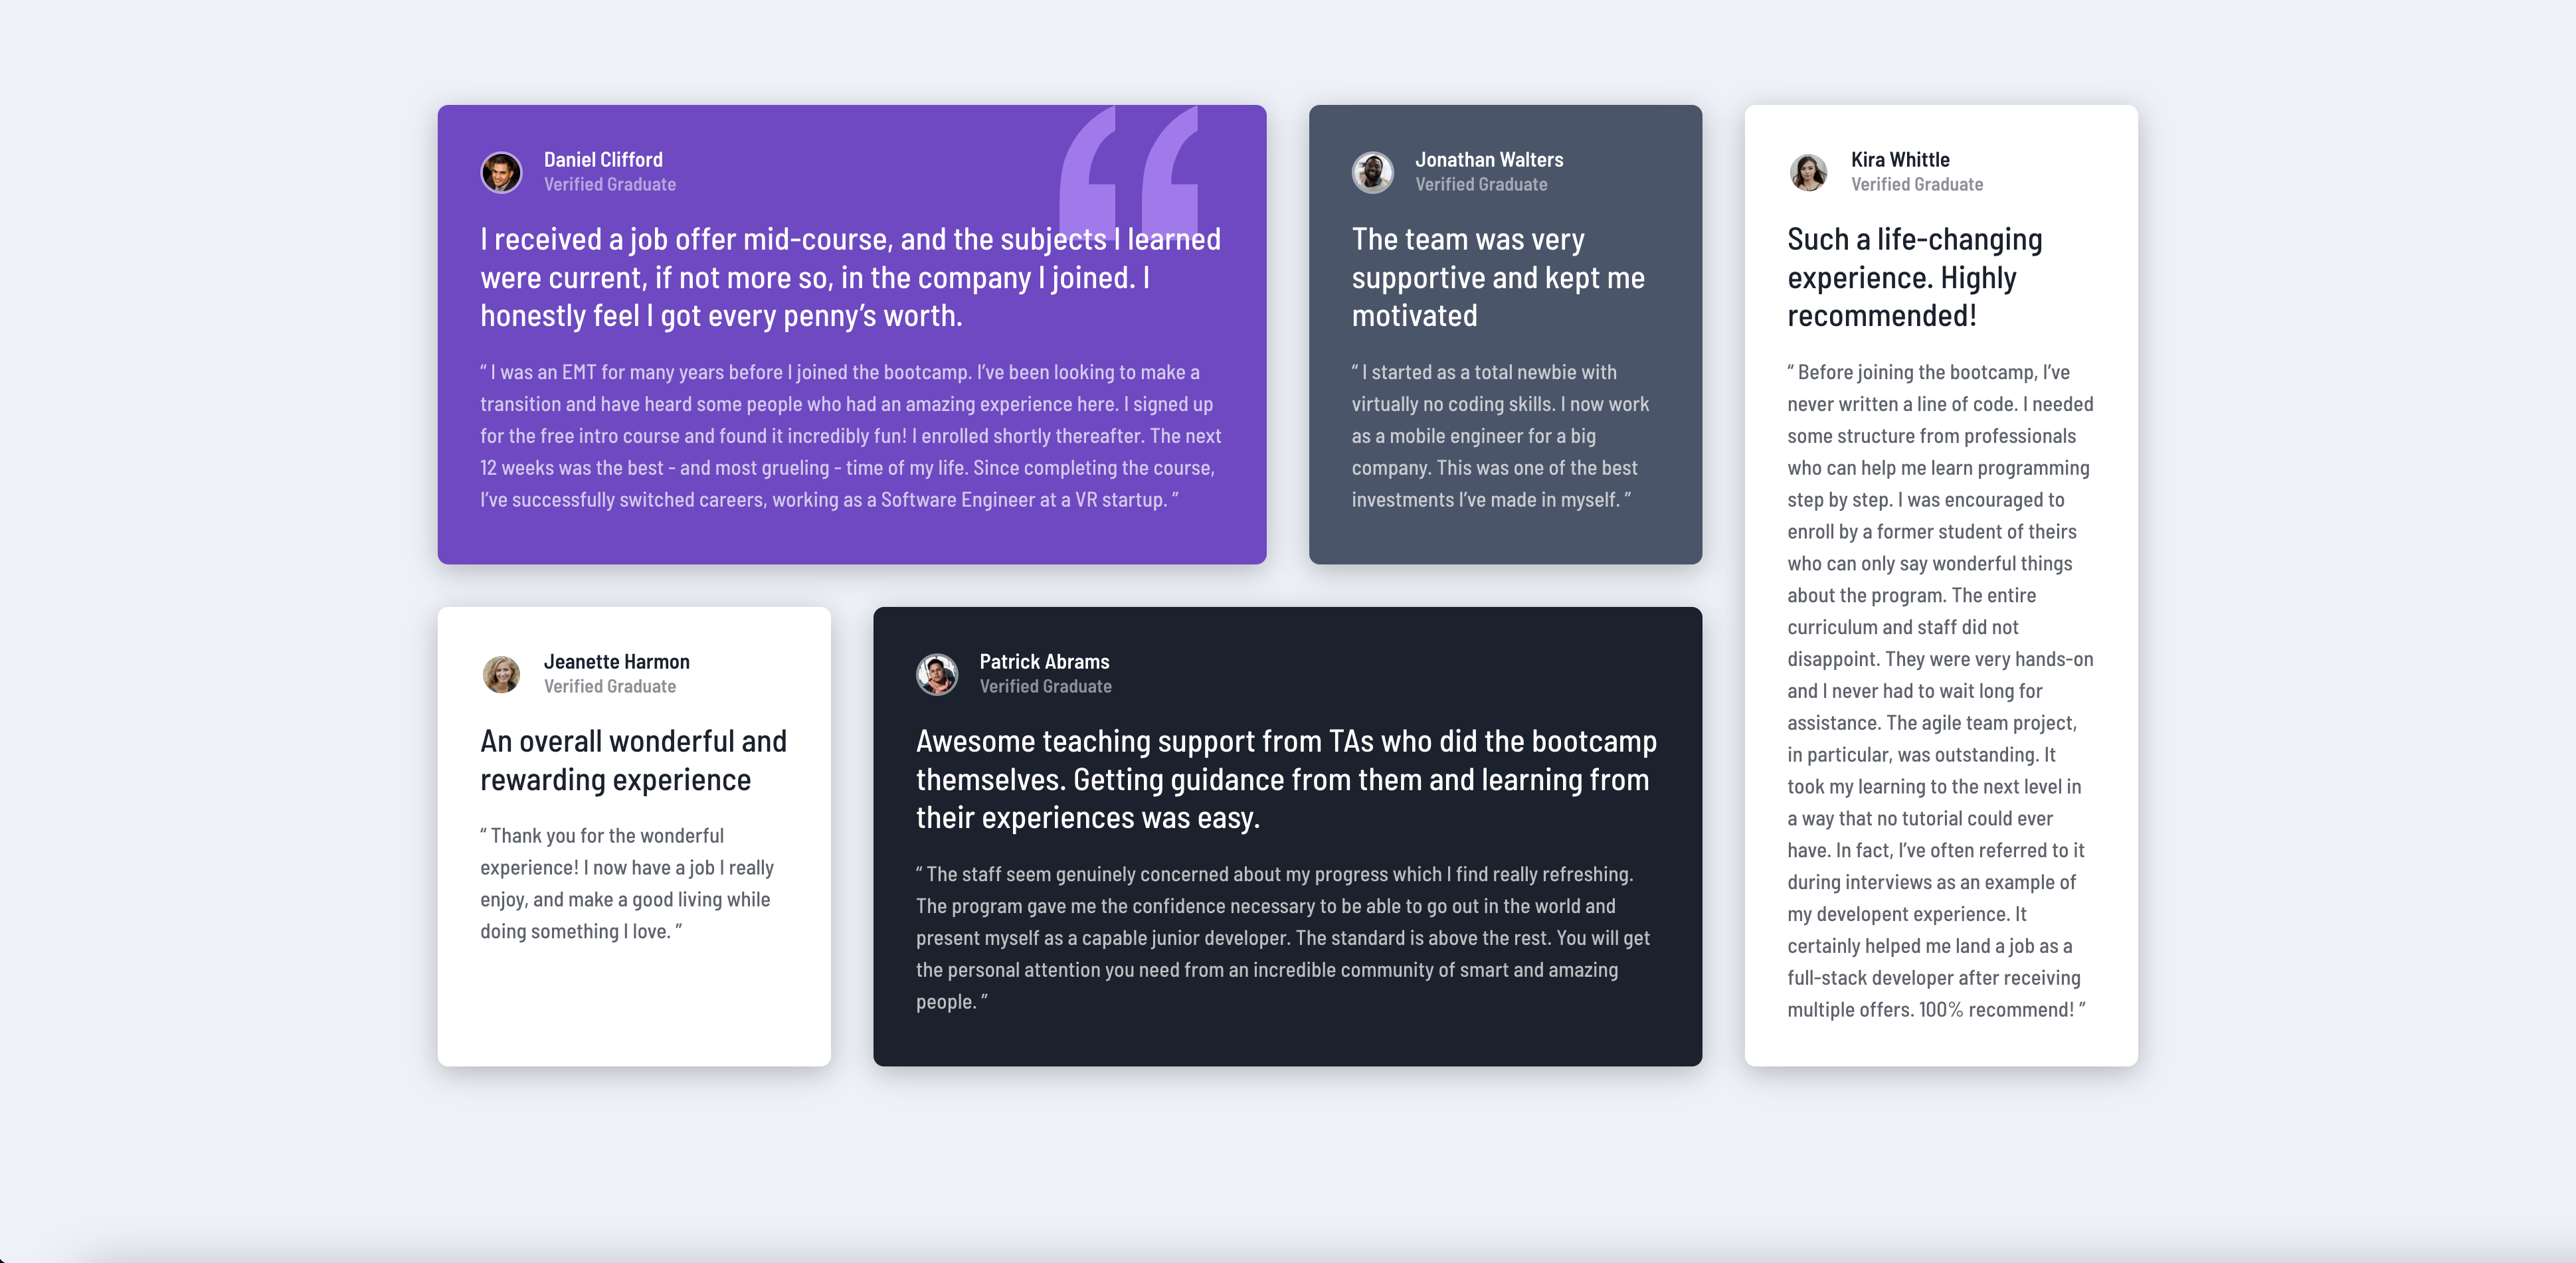 Daniel Clifford
Verified Graduate
I received a job offer mid-course, and the subjects I learned
were current, if not more so, in the company I joined. I
honestly feel I got every penny’s worth.
“ I was an EMT for many years before I joined the bootcamp. I’ve been looking to make a
transition and have heard some people who had an amazing experience here. I signed up
for the free intro course and found it incredibly fun! I enrolled shortly thereafter. The next
12 weeks was the best - and most grueling - time of my life. Since completing the course,
I’ve successfully switched careers, working as a Software Engineer at a VR startup. ”
Jonathan Walters
Verified Graduate
The team was very
supportive and kept me
motivated
“ I started as a total newbie with
virtually no coding skills. I now work
as a mobile engineer for a big
company. This was one of the best
investments I’ve made in myself. ”
Kira Whittle
Verified Graduate
Such a life-changing
experience. Highly
recommended!
“ Before joining the bootcamp, I’ve
never written a line of code. I needed
some structure from professionals
who can help me learn programming
step by step. I was encouraged to
enroll by a former student of theirs
who can only say wonderful things
about the program. The entire
curriculum and staff did not
disappoint. They were very hands-on
and I never had to wait long for
assistance. The agile team project,
in particular, was outstanding. It
took my learning to the next level in
a way that no tutorial could ever
have. In fact, I’ve often referred to it
during interviews as an example of
my developent experience. It
certainly helped me land a job as a
full-stack developer after receiving
multiple offers. 100% recommend! ”
Jeanette Harmon
Verified Graduate
An overall wonderful and
rewarding experience
“ Thank you for the wonderful
experience! I now have a job I really
enjoy, and make a good living while
doing something I love. ”
Patrick Abrams
Verified Graduate
Awesome teaching support from TAs who did the bootcamp
themselves. Getting guidance from them and learning from
their experiences was easy.
“ The staff seem genuinely concerned about my progress which I find really refreshing.
The program gave me the confidence necessary to be able to go out in the world and
present myself as a capable junior developer. The standard is above the rest. You will get
the personal attention you need from an incredible community of smart and amazing
people. ”